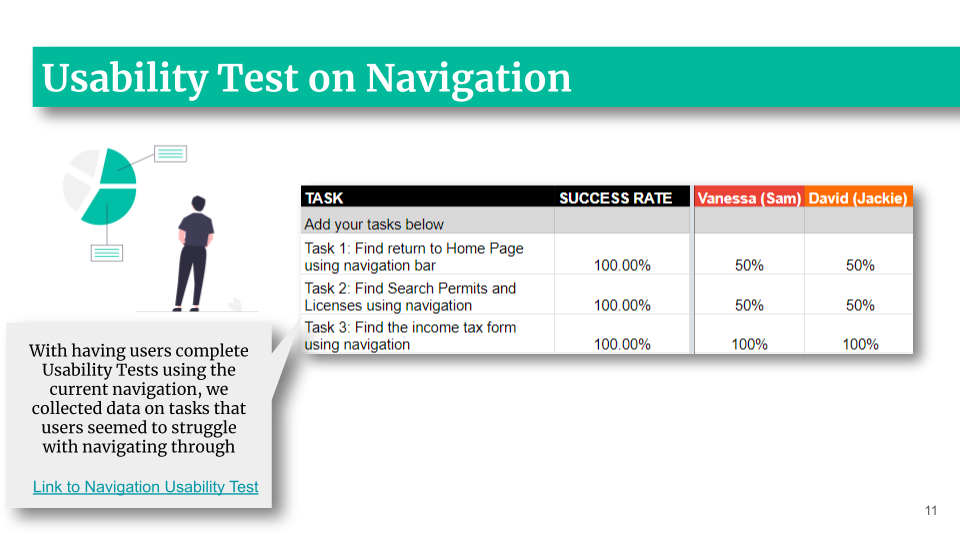 Usability Test on Navigation
TASK SUCCESS RATE Vanessa (Sam) David (Jackie)
Add your tasks below
Task 1: Find return to Home Page
using navigation bar 100.00% 50% 50%
Task 2: Find Search Permits and
Licenses using navigation 100.00% 50% 50%
Task 3: Find the income tax form
using navigation 100.00% 100% 100%
With having users complete
Usability Tests using the
current navigation, we
collected data on tasks that
users seemed to struggle
with navigating through
Link to Navigation Usability Test
11